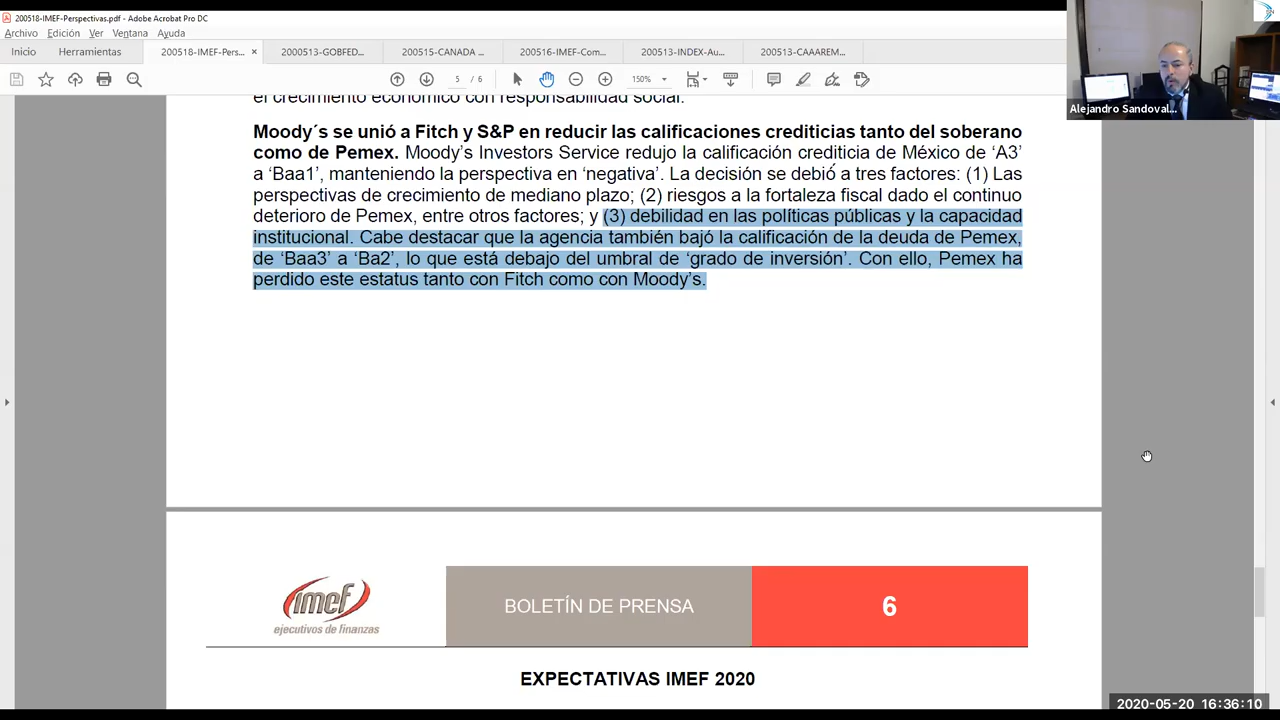 200518-IMEF-Perspectivas.pdf - Adobe Acrobat Pro DC
Archivo Edición Ver Ventana Ayuda
Inicio Herramientas 200518-IMEF-Pers... × 200513-GOBFED... 200515-CANADA ... 200516-IMEF-Com... 200513-INDEX-Au... 200513-CAAAREM...
5 / 6 150%
Alejandro Sandoval...
el crecimiento económico con responsabilidad social.
Moody´s se unió a Fitch y S&P en reducir las calificaciones crediticias tanto del soberano
como de Pemex. Moody’s Investors Service redujo la calificación crediticia de México de ‘A3’
a ‘Baa1’, manteniendo la perspectiva en ‘negativa’. La decisión se debió a tres factores: (1) Las
perspectivas de crecimiento de mediano plazo; (2) riesgos a la fortaleza fiscal dado el continuo
deterioro de Pemex, entre otros factores; y (3) debilidad en las políticas públicas y la capacidad
institucional. Cabe destacar que la agencia también bajó la calificación de la deuda de Pemex,
de ‘Baa3’ a ‘Ba2’, lo que está debajo del umbral de ‘grado de inversión’. Con ello, Pemex ha
perdido este estatus tanto con Fitch como con Moody’s.
imef
ejecutivos de finanzas
BOLETÍN DE PRENSA
6
EXPECTATIVAS IMEF 2020
2020-05-20 16:36:10